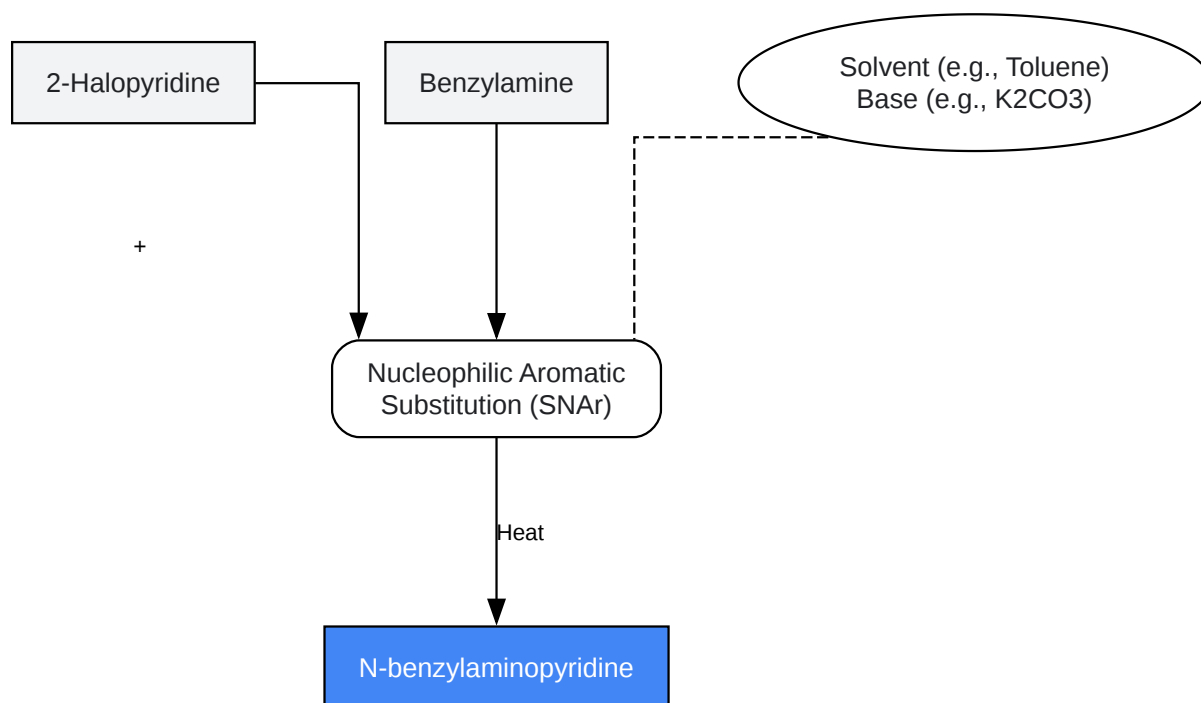 2-Halopyridine
Benzylamine
Solvent (e.g., Toluene)
Base (e.g., K2CO3)
+
Nucleophilic Aromatic
Substitution (SNAr)
Heat
N-benzylaminopyridine